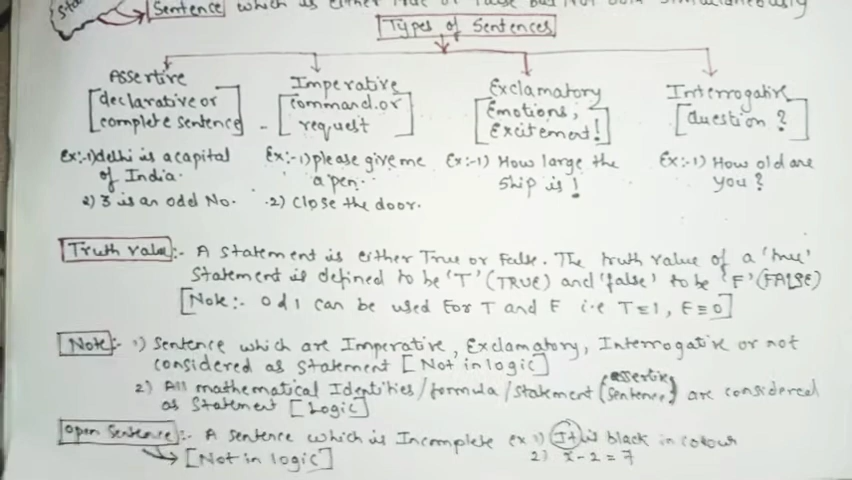 Sentence which is either True or False but Not both simultaneously
Types of Sentences
Assertive
[declarative or
complete sentence]
Ex:-1) delhi is a capital
of India.
2) 3 is an odd No.
Imperative
[command or
request]
Ex:-1) please give me
a pen.
2) Close the door.
Exclamatory
[Emotions,
Excitement!]
Ex:-1) How large the
ship is!
Interrogative
[Question?]
Ex:-1) How old are
you?
Truth value:- A Statement is either True or False. The truth value of a 'true'
Statement is defined to be 'T' (TRUE) and 'false' to be 'F' (FALSE)
[Note:- 0 d 1 can be used for T and F i.e T≡1, F≡0]
Note:- 1) Sentence which are Imperative, Exclamatory, Interrogative or not
considered as Statement [Not in logic]
2) All mathematical Identities/formula/statement (assertive sentence) are considered
as Statement [Logic]
Open Sentence:- A sentence which is Incomplete ex 1) It is black in colour
→ [Not in logic] 2) x-2=7